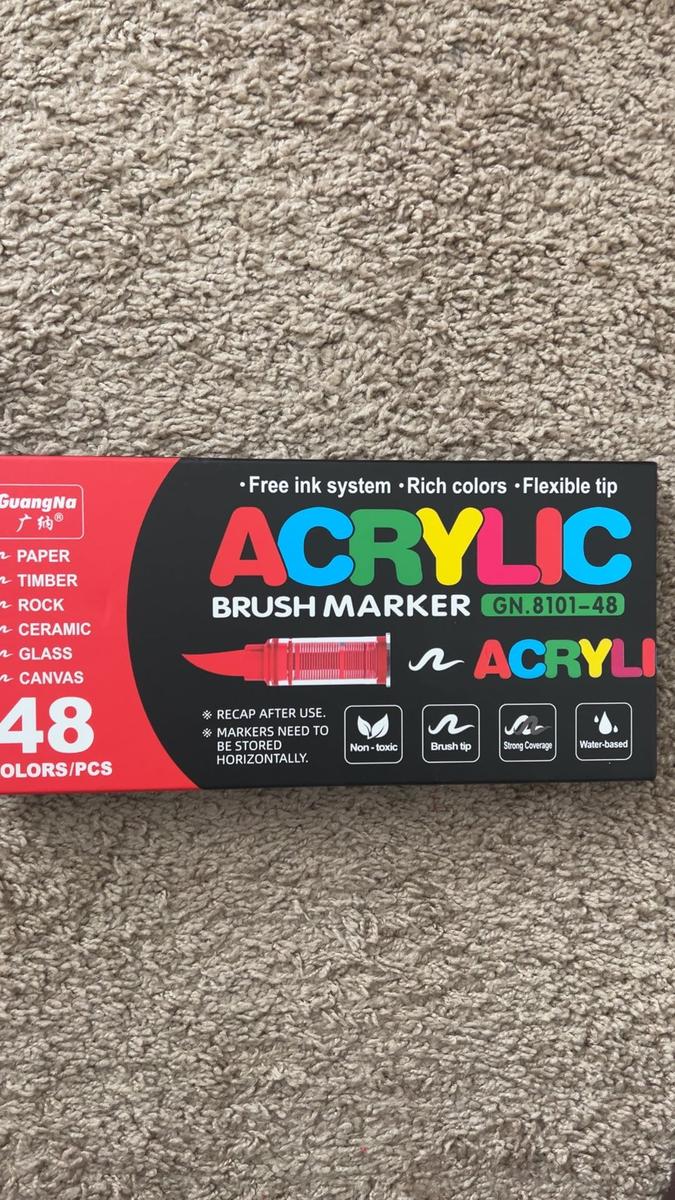 GuangNa
广纳®
PAPER
TIMBER
ROCK
CERAMIC
GLASS
CANVAS
48
OLORS/PCS
·Free ink system ·Rich colors ·Flexible tip
ACRYLIC
BRUSH MARKER GN.8101-48
ACRYLI
※ RECAP AFTER USE.
※ MARKERS NEED TO
BE STORED
HORIZONTALLY.
Non-toxic
Brush tip
Strong Coverage
Water-based